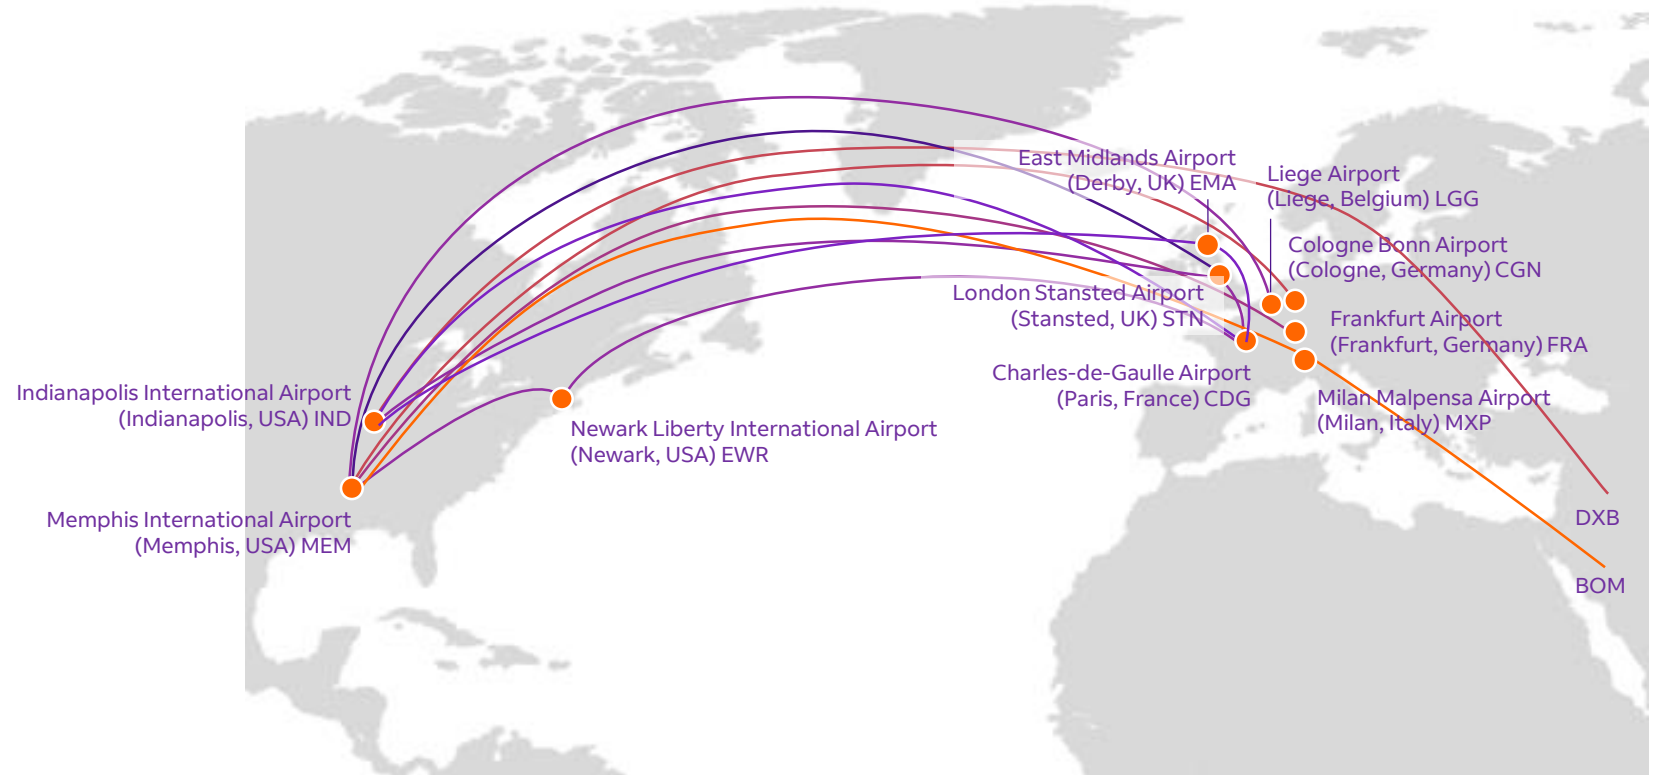 East Midlands Airport
(Derby, UK) EMA
Liege Airport
(Liege, Belgium) LGG
Cologne Bonn Airport
(Cologne, Germany) CGN
London Stansted Airport
(Stansted, UK) STN
Frankfurt Airport
(Frankfurt, Germany) FRA
Charles-de-Gaulle Airport
(Paris, France) CDG
Milan Malpensa Airport
(Milan, Italy) MXP
Indianapolis International Airport
(Indianapolis, USA) IND
Newark Liberty International Airport
(Newark, USA) EWR
Memphis International Airport
(Memphis, USA) MEM
DXB
BOM